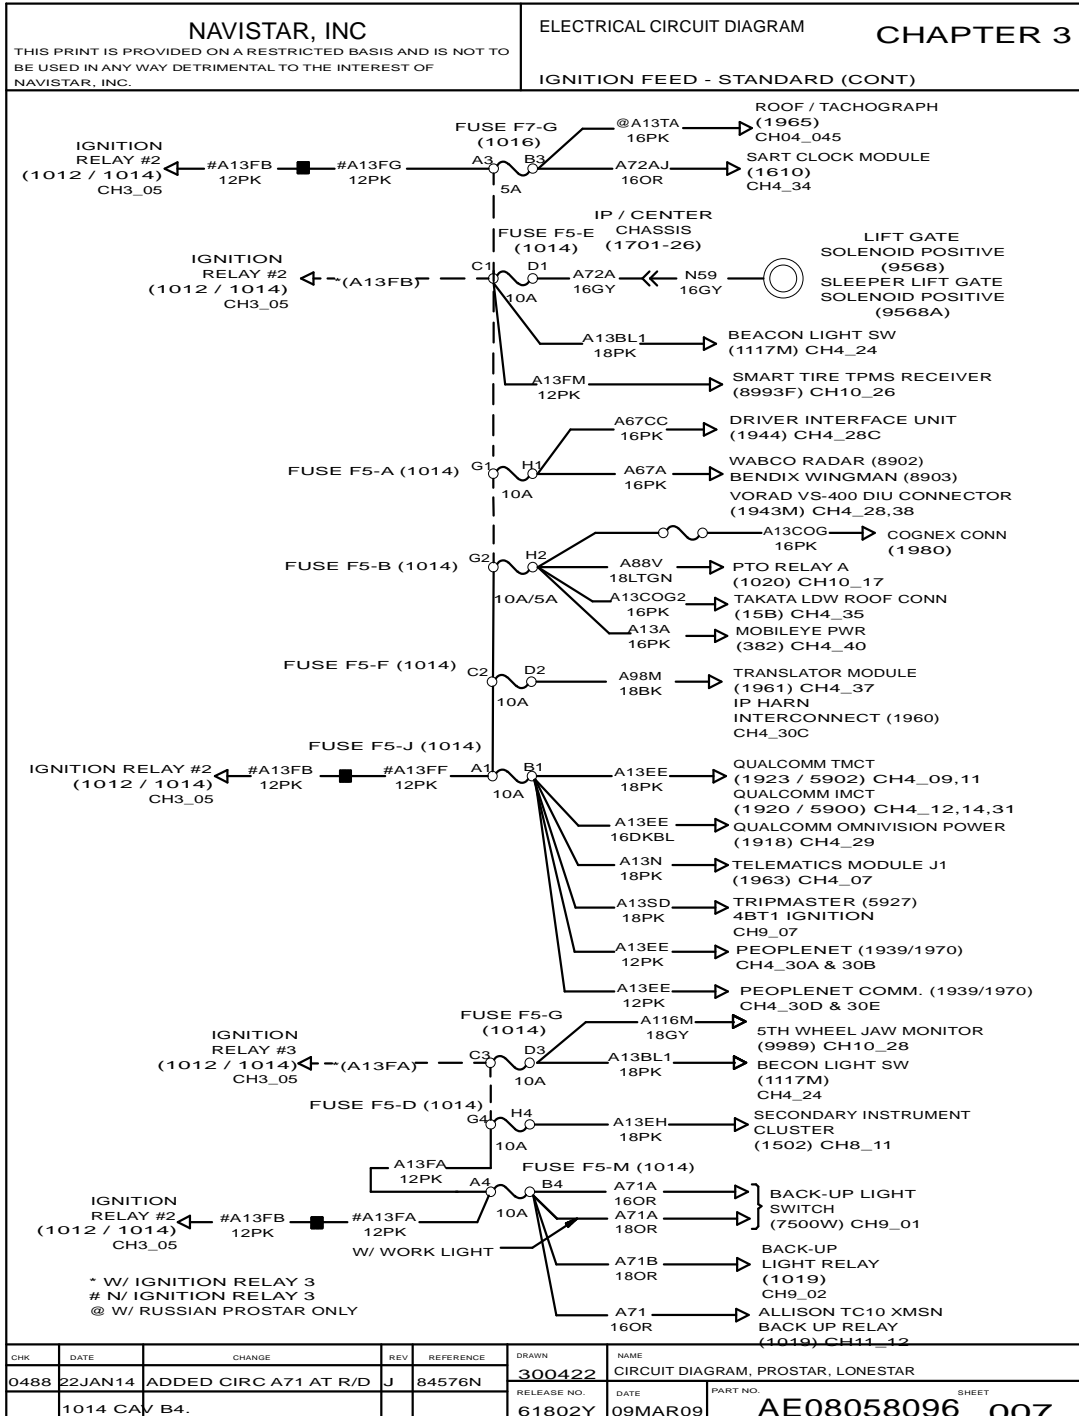 NAVISTAR, INC
THIS PRINT IS PROVIDED ON A RESTRICTED BASIS AND IS NOT TO
BE USED IN ANY WAY DETRIMENTAL TO THE INTEREST OF
NAVISTAR, INC.
ELECTRICAL CIRCUIT DIAGRAM
CHAPTER 3
IGNITION FEED - STANDARD (CONT)
IGNITION
RELAY #2
(1012 / 1014)
CH3_05
#A13FB
12PK
#A13FG
12PK
FUSE F7-G
(1016)
A3
B3
5A
@A13TA
16PK
ROOF / TACHOGRAPH
(1965)
CH04_045
A72AJ
16OR
SART CLOCK MODULE
(1610)
CH4_34
IGNITION
RELAY #2
(1012 / 1014)
CH3_05
*(A13FB)
FUSE F5-E
(1014)
C1
D1
10A
IP / CENTER
CHASSIS
(1701-26)
A72A
16GY
N59
16GY
LIFT GATE
SOLENOID POSITIVE
(9568)
SLEEPER LIFT GATE
SOLENOID POSITIVE
(9568A)
A13BL1
18PK
BEACON LIGHT SW
(1117M) CH4_24
A13FM
12PK
SMART TIRE TPMS RECEIVER
(8993F) CH10_26
FUSE F5-A (1014)
G1
H1
10A
A67CC
16PK
DRIVER INTERFACE UNIT
(1944) CH4_28C
A67A
16PK
WABCO RADAR (8902)
BENDIX WINGMAN (8903)
VORAD VS-400 DIU CONNECTOR
(1943M) CH4_28,38
FUSE F5-B (1014)
G2
H2
10A/5A
A13COG
16PK
COGNEX CONN
(1980)
A88V
18LTGN
PTO RELAY A
(1020) CH10_17
A13COG2
16PK
TAKATA LDW ROOF CONN
(15B) CH4_35
A13A
16PK
MOBILEYE PWR
(382) CH4_40
FUSE F5-F (1014)
C2
D2
10A
A98M
18BK
TRANSLATOR MODULE
(1961) CH4_37
IP HARN
INTERCONNECT (1960)
CH4_30C
FUSE F5-J (1014)
IGNITION RELAY #2
(1012 / 1014)
CH3_05
#A13FB
12PK
#A13FF
12PK
A1
B1
10A
A13EE
18PK
QUALCOMM TMCT
(1923 / 5902) CH4_09,11
QUALCOMM IMCT
(1920 / 5900) CH4_12,14,31
A13EE
16DKBL
QUALCOMM OMNIVISION POWER
(1918) CH4_29
A13N
18PK
TELEMATICS MODULE J1
(1963) CH4_07
A13SD
18PK
TRIPMASTER (5927)
4BT1 IGNITION
CH9_07
A13EE
12PK
PEOPLENET (1939/1970)
CH4_30A & 30B
A13EE
12PK
PEOPLENET COMM. (1939/1970)
CH4_30D & 30E
IGNITION
RELAY #3
(1012 / 1014)
CH3_05
*(A13FA)
FUSE F5-G
(1014)
C3
D3
10A
A116M
18GY
5TH WHEEL JAW MONITOR
(9989) CH10_28
A13BL1
18PK
BECON LIGHT SW
(1117M)
CH4_24
FUSE F5-D (1014)
G4
H4
10A
A13EH
18PK
SECONDARY INSTRUMENT
CLUSTER
(1502) CH8_11
A13FA
12PK
FUSE F5-M (1014)
A4
B4
10A
IGNITION
RELAY #2
(1012 / 1014)
CH3_05
#A13FB
12PK
#A13FA
12PK
A71A
16OR
A71A
18OR
BACK-UP LIGHT
SWITCH
(7500W) CH9_01
W/ WORK LIGHT
A71B
18OR
BACK-UP
LIGHT RELAY
(1019)
CH9_02
A71
16OR
ALLISON TC10 XMSN
BACK UP RELAY
(1019) CH11_12
* W/ IGNITION RELAY 3
# N/ IGNITION RELAY 3
@ W/ RUSSIAN PROSTAR ONLY
CHK DATE CHANGE REV REFERENCE
0488 22JAN14 ADDED CIRC A71 AT R/D J 84576N
1014 CAV B4.
DRAWN
300422
NAME
CIRCUIT DIAGRAM, PROSTAR, LONESTAR
RELEASE NO.
61802Y
DATE
09MAR09
PART NO.
AE08058096
SHEET
007